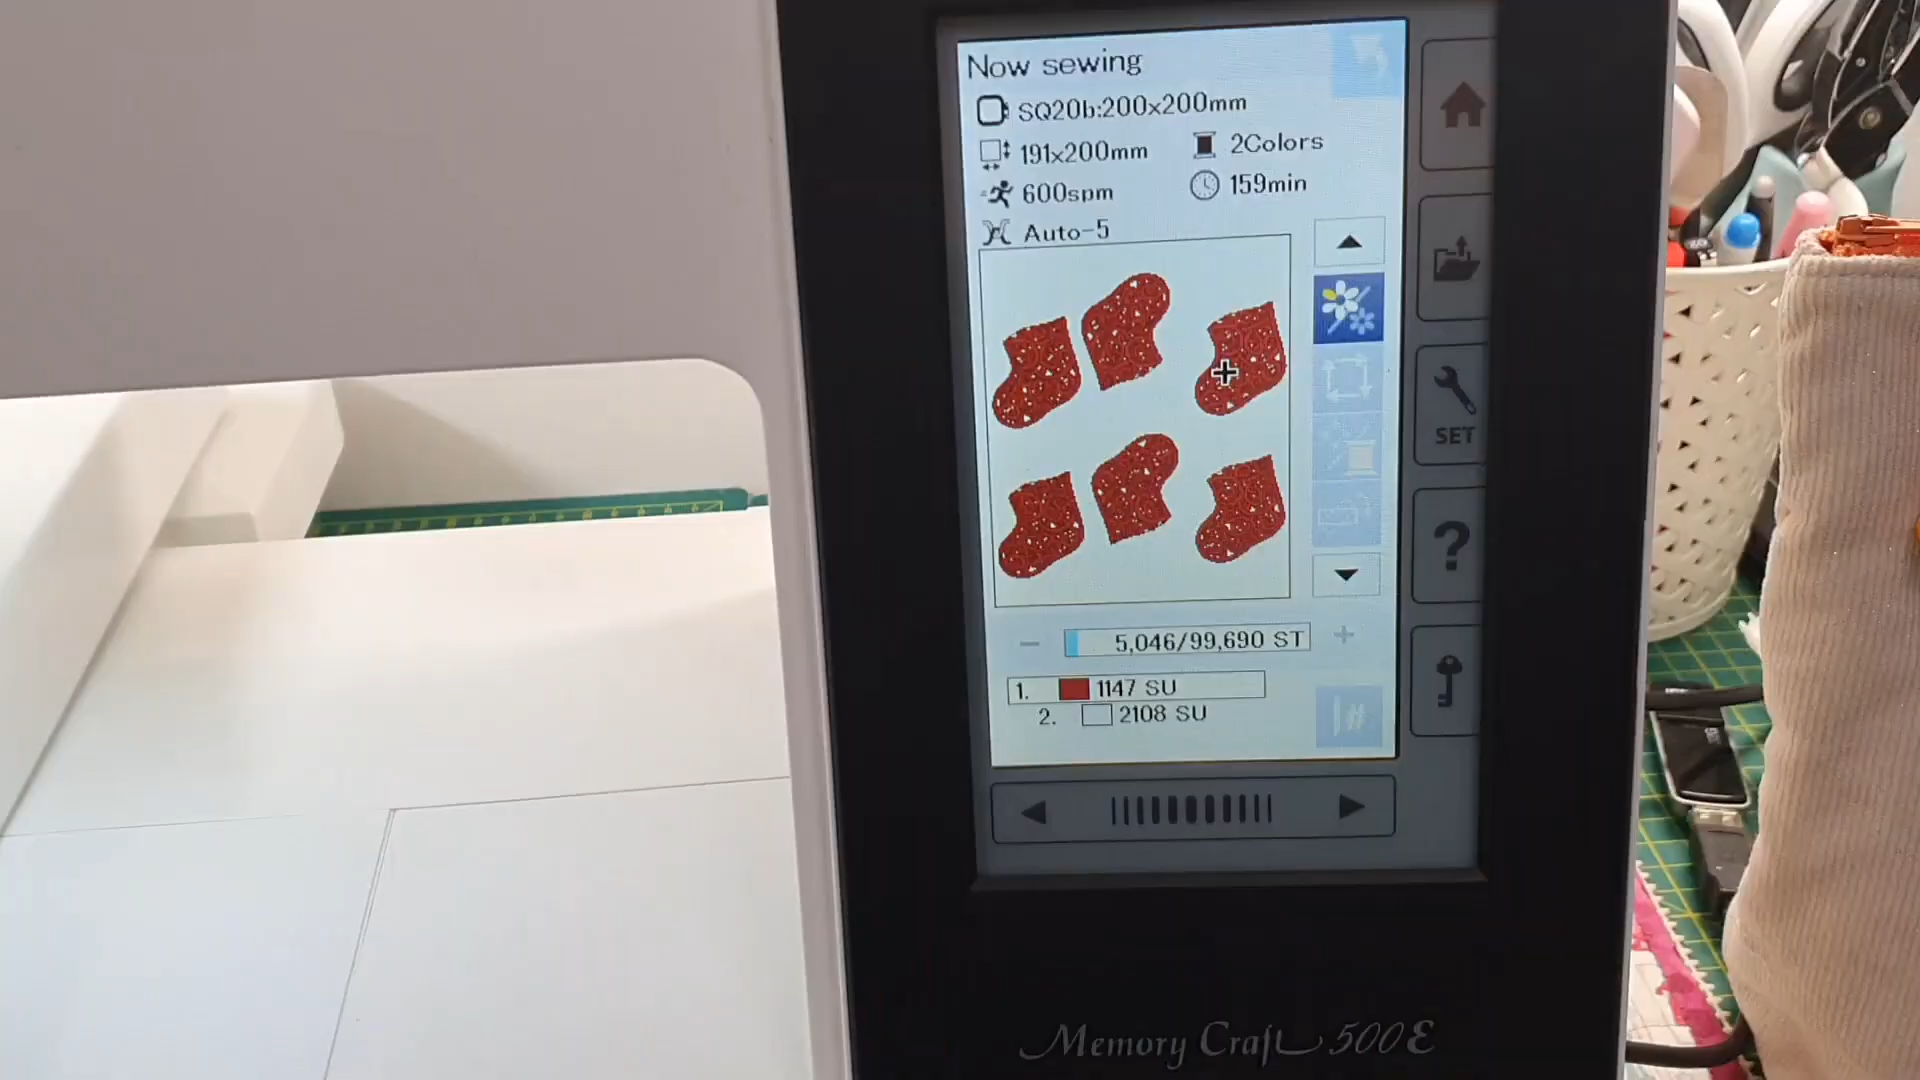 Now sewing
SQ20b:200x200mm
191x200mm 2Colors
600spm 159min
Auto-5
SET
?
5,046/99,690 ST
1. 1147 SU
2. 2108 SU
#
Memory Craft 500E